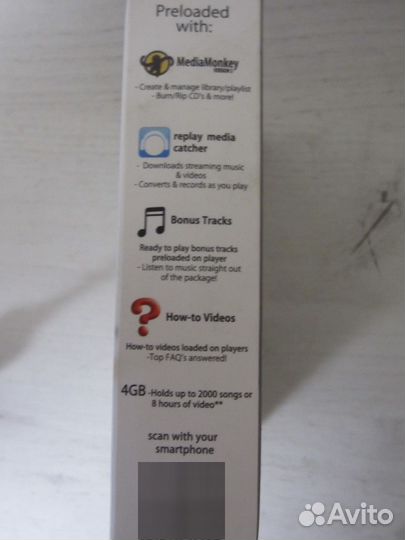 Preloaded
with:
MediaMonkey
- Create & manage library/playlist
- Burn/Rip CD's & more!
replay media
catcher
- Downloads streaming music
& videos
- Converts & records as you play
Bonus Tracks
Ready to play bonus tracks
preloaded on player
- Listen to music straight out
of the package!
How-to Videos
How-to videos loaded on players
-Top FAQ's answered!
4GB -Holds up to 2000 songs or
8 hours of video**
scan with your
smartphone
Avito